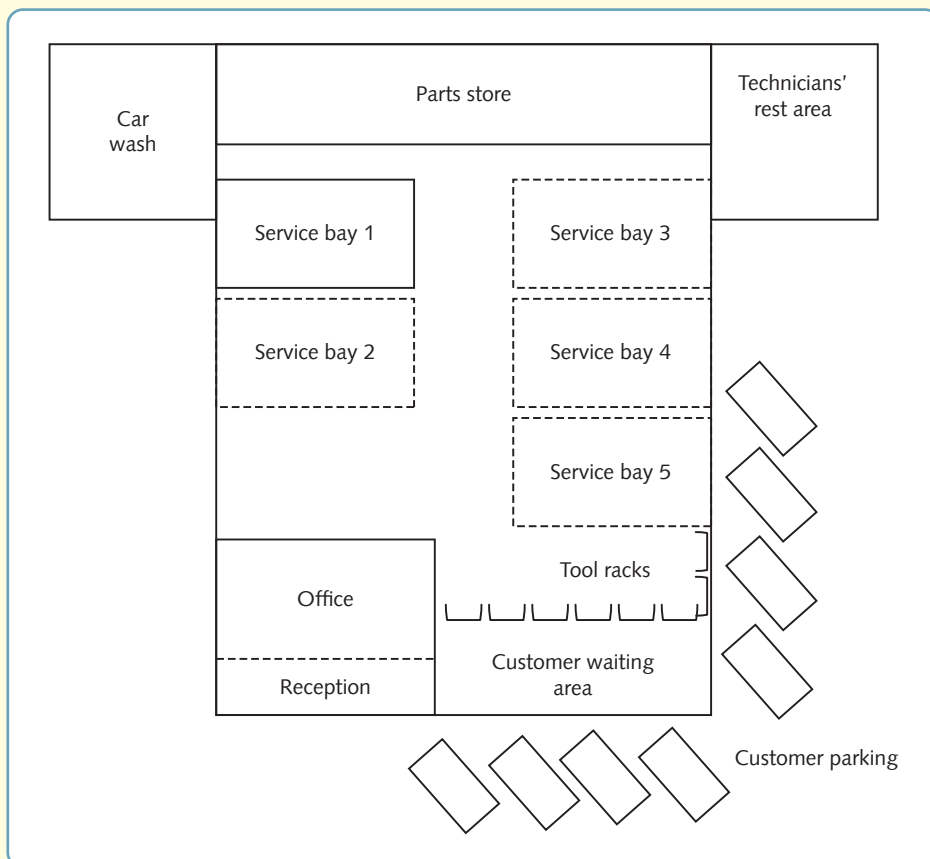 Parts store
Technicians’
rest area
Car
wash
Service bay 1
Service bay 3
Service bay 2
Service bay 4
Service bay 5
Tool racks
Office
Customer waiting
area
Reception
Customer parking